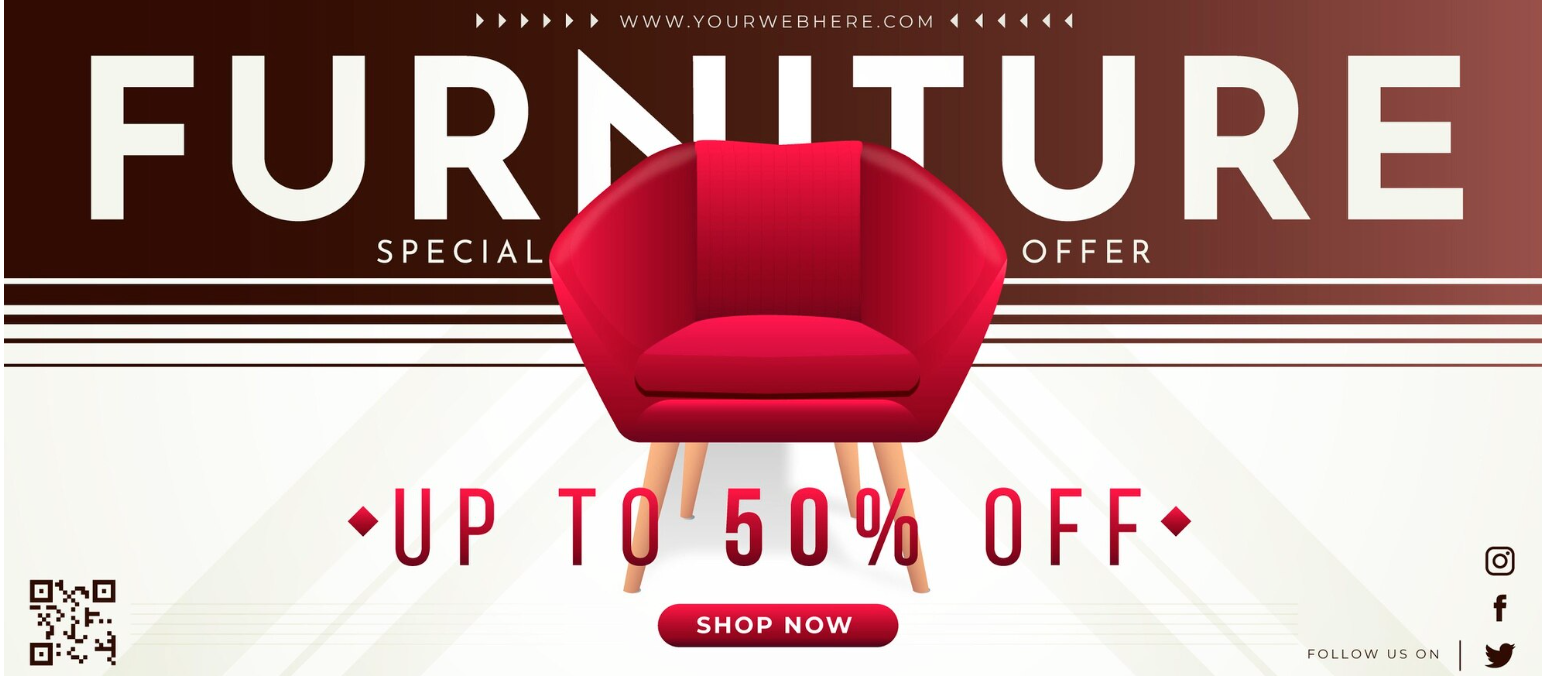 WWW.YOURWEBHERE.COM
FURNITURE
SPECIAL OFFER
UP TO 50% OFF
SHOP NOW
FOLLOW US ON